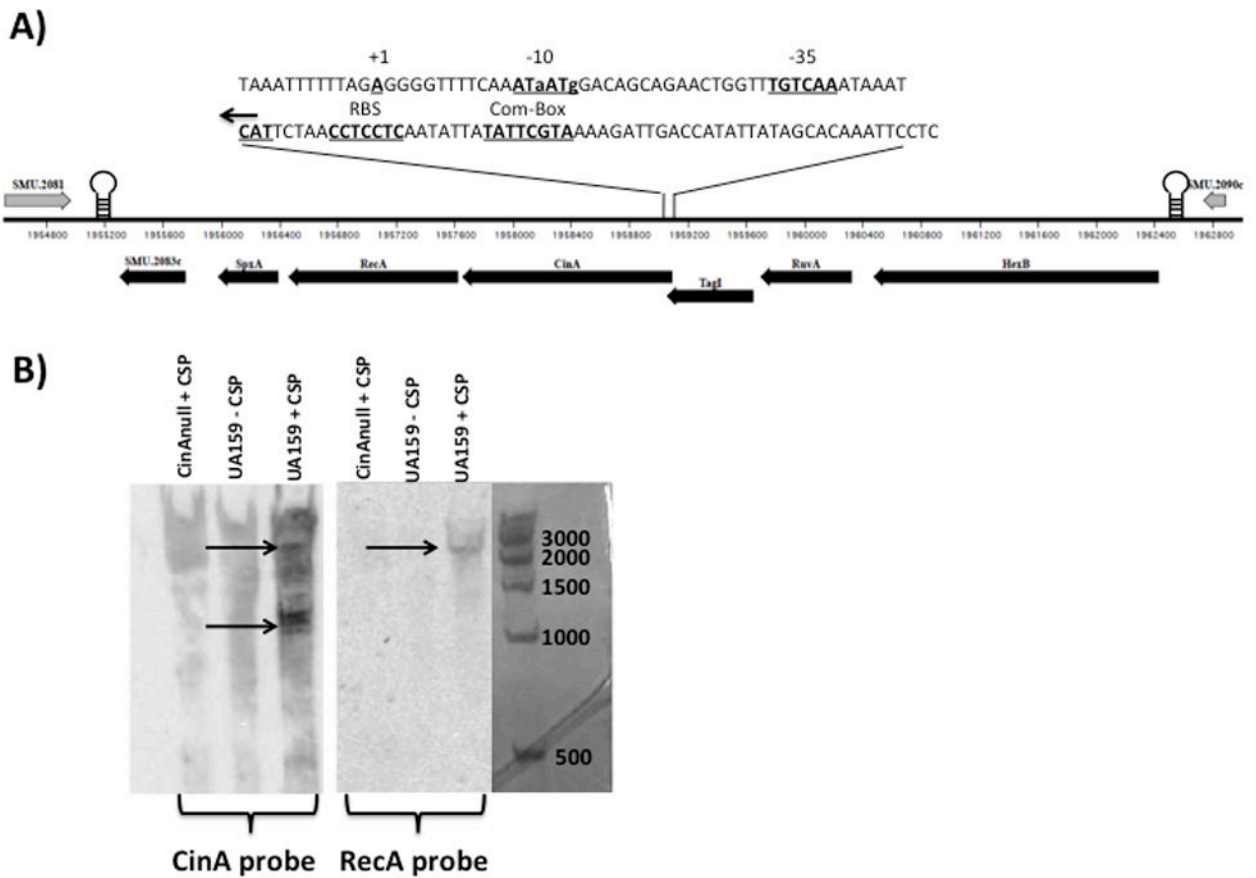 A)
+1 -10 -35
TAAATTTTTTAGAGGGGTTTTCAAATaATgGACAGCAGAACTGGTTTGTCAAATAAAT
RBS Com-Box
CATTCTAACCTCCTCAATATTATATTCGTAAAAGATTGACCATATTATAGCACAAATTCCTC
SMU.2081 SMU.2090c
1954800 1955200 1955600 1956000 1956400 1956800 1957200 1957600 1958000 1958400 1958800 1959200 1959600 1960000 1960400 1960800 1961200 1961600 1962000 1962400 1962800
SMU.2083c SpxA RecA CinA TagI RuvA HexB
B)
CinAnull + CSP
UA159 - CSP
UA159 + CSP
CinAnull + CSP
UA159 - CSP
UA159 + CSP
3000
2000
1500
1000
500
CinA probe RecA probe